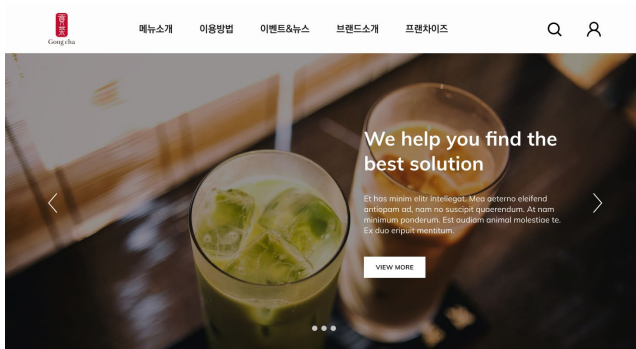 貢茶
Gong cha
메뉴소개 이용방법 이벤트&뉴스 브랜드소개 프랜차이즈
We help you find the
best solution
Et has minim elitr intellegat. Mea aeterno eleifend
antiopam ad, nam no suscipit quaerendum. At nam
minimum ponderum. Est audiam animal molestiae te.
Ex duo eripuit mentitum.
VIEW MORE